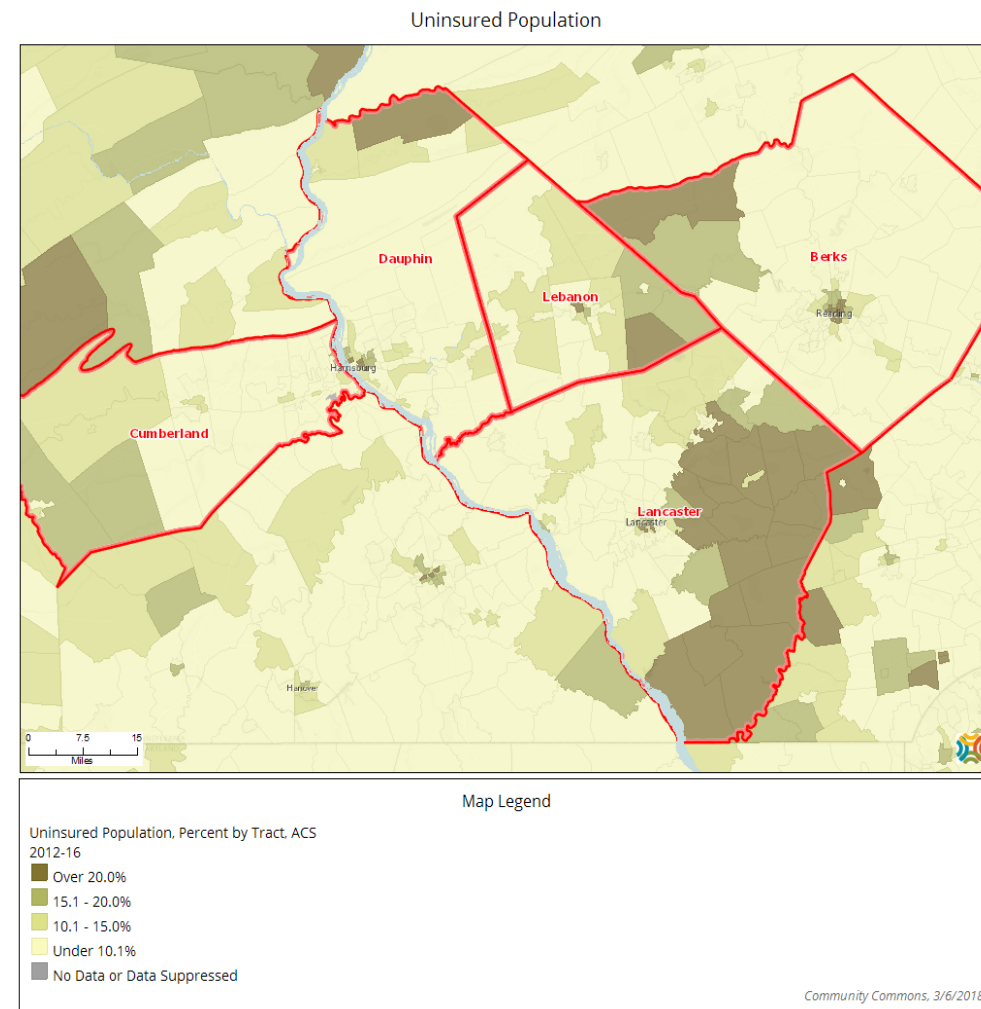 Uninsured Population
Dauphin
Berks
Lebanon
Reading
Harrisburg
Cumberland
Lancaster
Lancaster
Hanover
0 7.5 15
Miles
Map Legend
Uninsured Population, Percent by Tract, ACS
2012-16
Over 20.0%
15.1 - 20.0%
10.1 - 15.0%
Under 10.1%
No Data or Data Suppressed
Community Commons, 3/6/2018